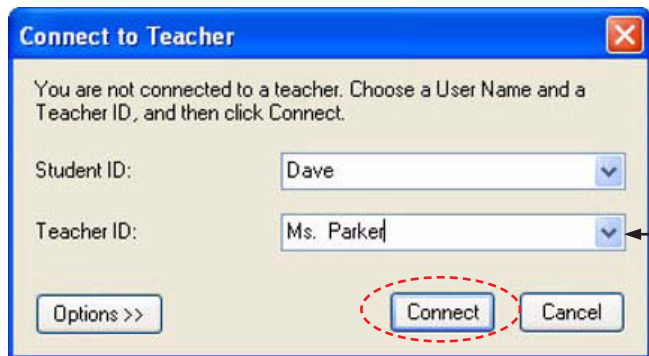 Connect to Teacher
You are not connected to a teacher. Choose a User Name and a
Teacher ID, and then click Connect.
Student ID: Dave
Teacher ID: Ms. Parker
Options >> Connect Cancel